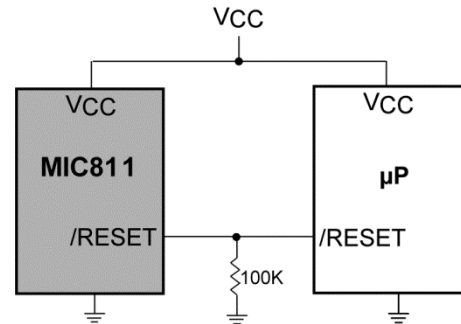 VCC
VCC
VCC
MIC811
µP
/RESET
/RESET
100K